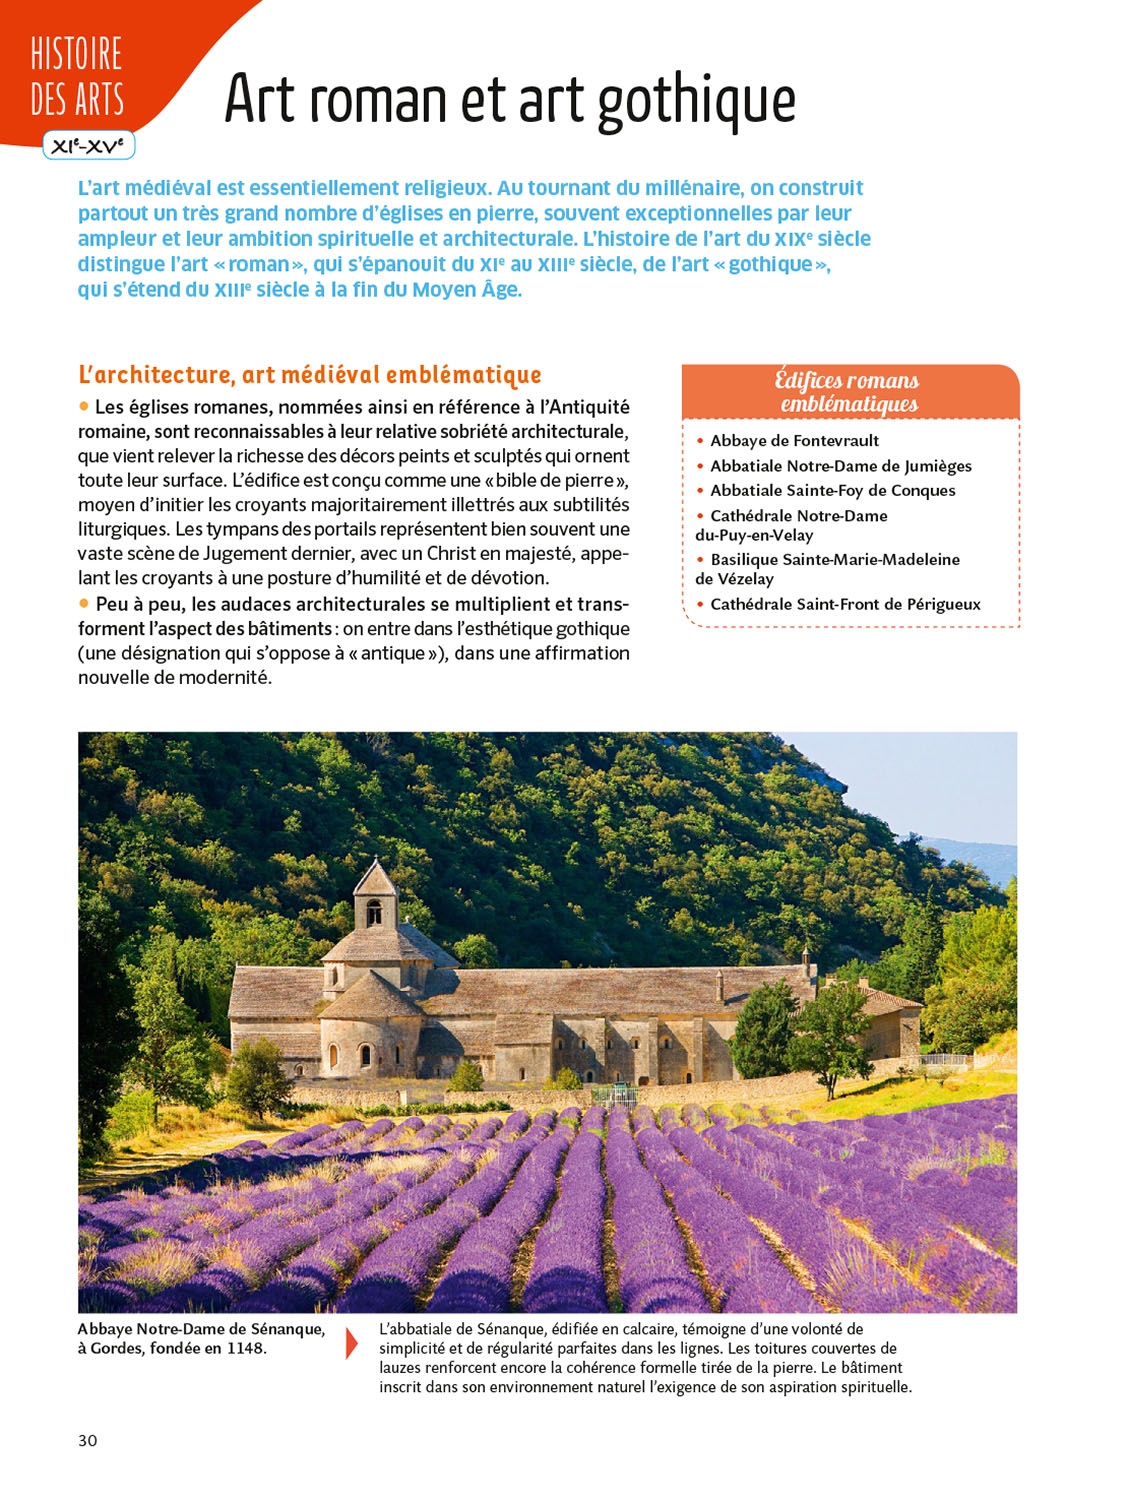 HISTOIRE
DES ARTS
XIe-XVe
Art roman et art gothique
L’art médiéval est essentiellement religieux. Au tournant du millénaire, on construit
partout un très grand nombre d’églises en pierre, souvent exceptionnelles par leur
ampleur et leur ambition spirituelle et architecturale. L’histoire de l’art du XIXe siècle
distingue l’art « roman », qui s’épanouit du XIe au XIIIe siècle, de l’art « gothique »,
qui s’étend du XIIIe siècle à la fin du Moyen Âge.
L’architecture, art médiéval emblématique
• Les églises romanes, nommées ainsi en référence à l’Antiquité
romaine, sont reconnaissables à leur relative sobriété architecturale,
que vient relever la richesse des décors peints et sculptés qui ornent
toute leur surface. L’édifice est conçu comme une « bible de pierre »,
moyen d’initier les croyants majoritairement illettrés aux subtilités
liturgiques. Les tympans des portails représentent bien souvent une
vaste scène de Jugement dernier, avec un Christ en majesté, appe-
lant les croyants à une posture d’humilité et de dévotion.
• Peu à peu, les audaces architecturales se multiplient et trans-
forment l’aspect des bâtiments : on entre dans l’esthétique gothique
(une désignation qui s’oppose à « antique »), dans une affirmation
nouvelle de modernité.
Édifices romans
emblématiques
• Abbaye de Fontevrault
• Abbatiale Notre-Dame de Jumièges
• Abbatiale Sainte-Foy de Conques
• Cathédrale Notre-Dame
du-Puy-en-Velay
• Basilique Sainte-Marie-Madeleine
de Vézelay
• Cathédrale Saint-Front de Périgueux
Abbaye Notre-Dame de Sénanque,
à Gordes, fondée en 1148.
L’abbatiale de Sénanque, édifiée en calcaire, témoigne d’une volonté de
simplicité et de régularité parfaites dans les lignes. Les toitures couvertes de
lauzes renforcent encore la cohérence formelle tirée de la pierre. Le bâtiment
inscrit dans son environnement naturel l’exigence de son aspiration spirituelle.
30